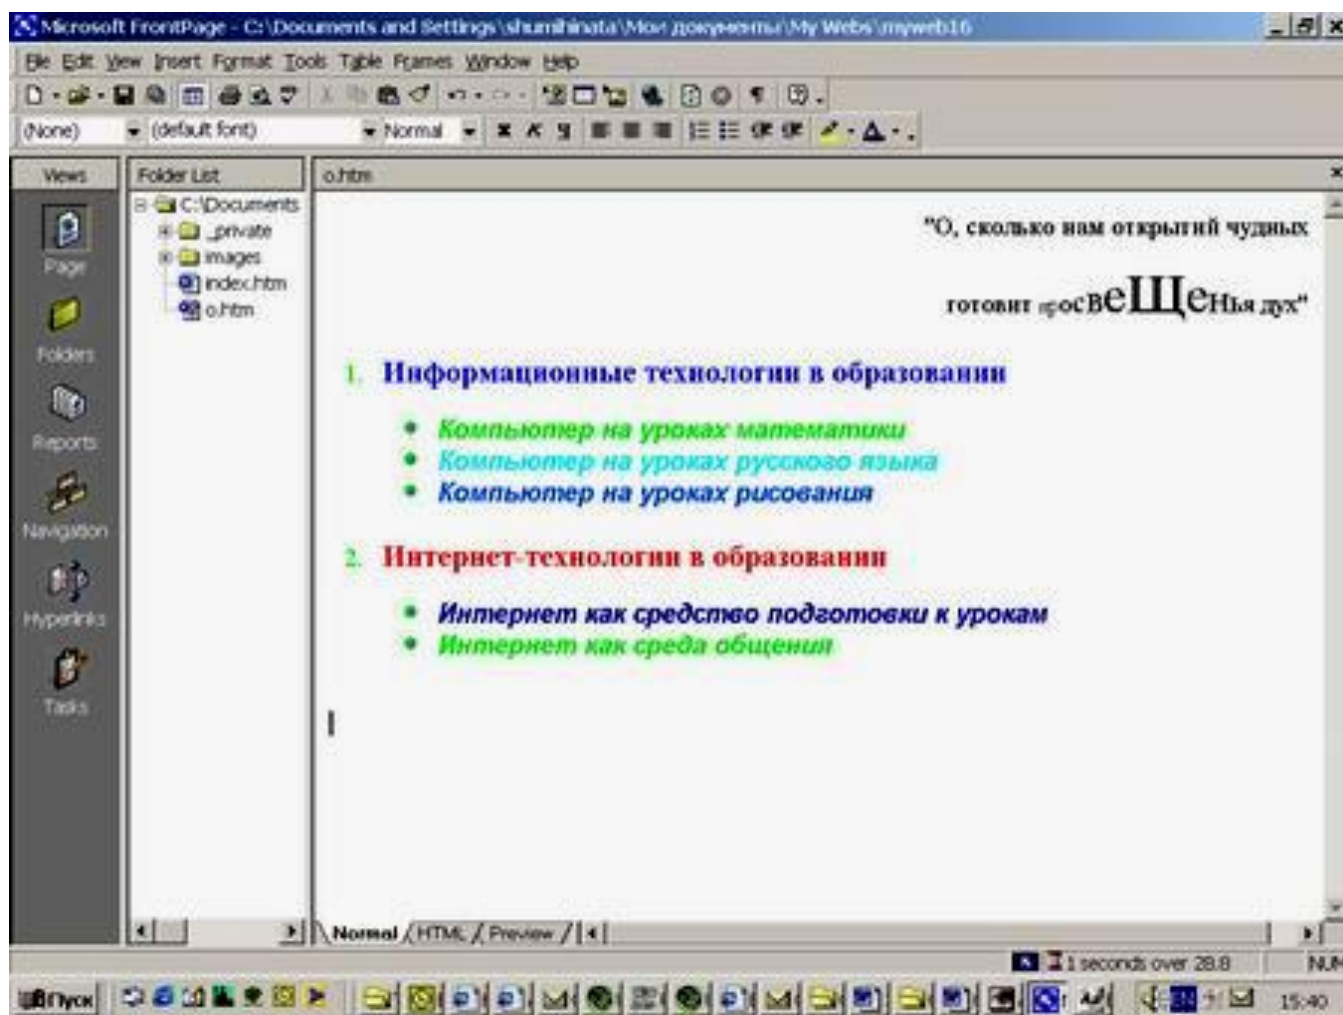 Microsoft FrontPage - C:\Documents and Settings\shumihinata\Мои документы\My Webs\myweb16
File Edit View Insert Format Tools Table Frames Window Help
(None) (default font) Normal Ж К Ч
Views
Folder List
o.htm
Page
Folders
Reports
Navigation
Hyperlinks
Tasks
C:\Documents
_private
images
index.htm
o.htm
"О, сколько нам открытий чудных
готовит просвеЩеНья дух"
1. Информационные технологии в образовании
Компьютер на уроках математики
Компьютер на уроках русского языка
Компьютер на уроках рисования
2. Интернет-технологии в образовании
Интернет как средство подготовки к урокам
Интернет как среда общения
Normal HTML Preview
1 seconds over 28.8 NUM
Пуск EN 15:40